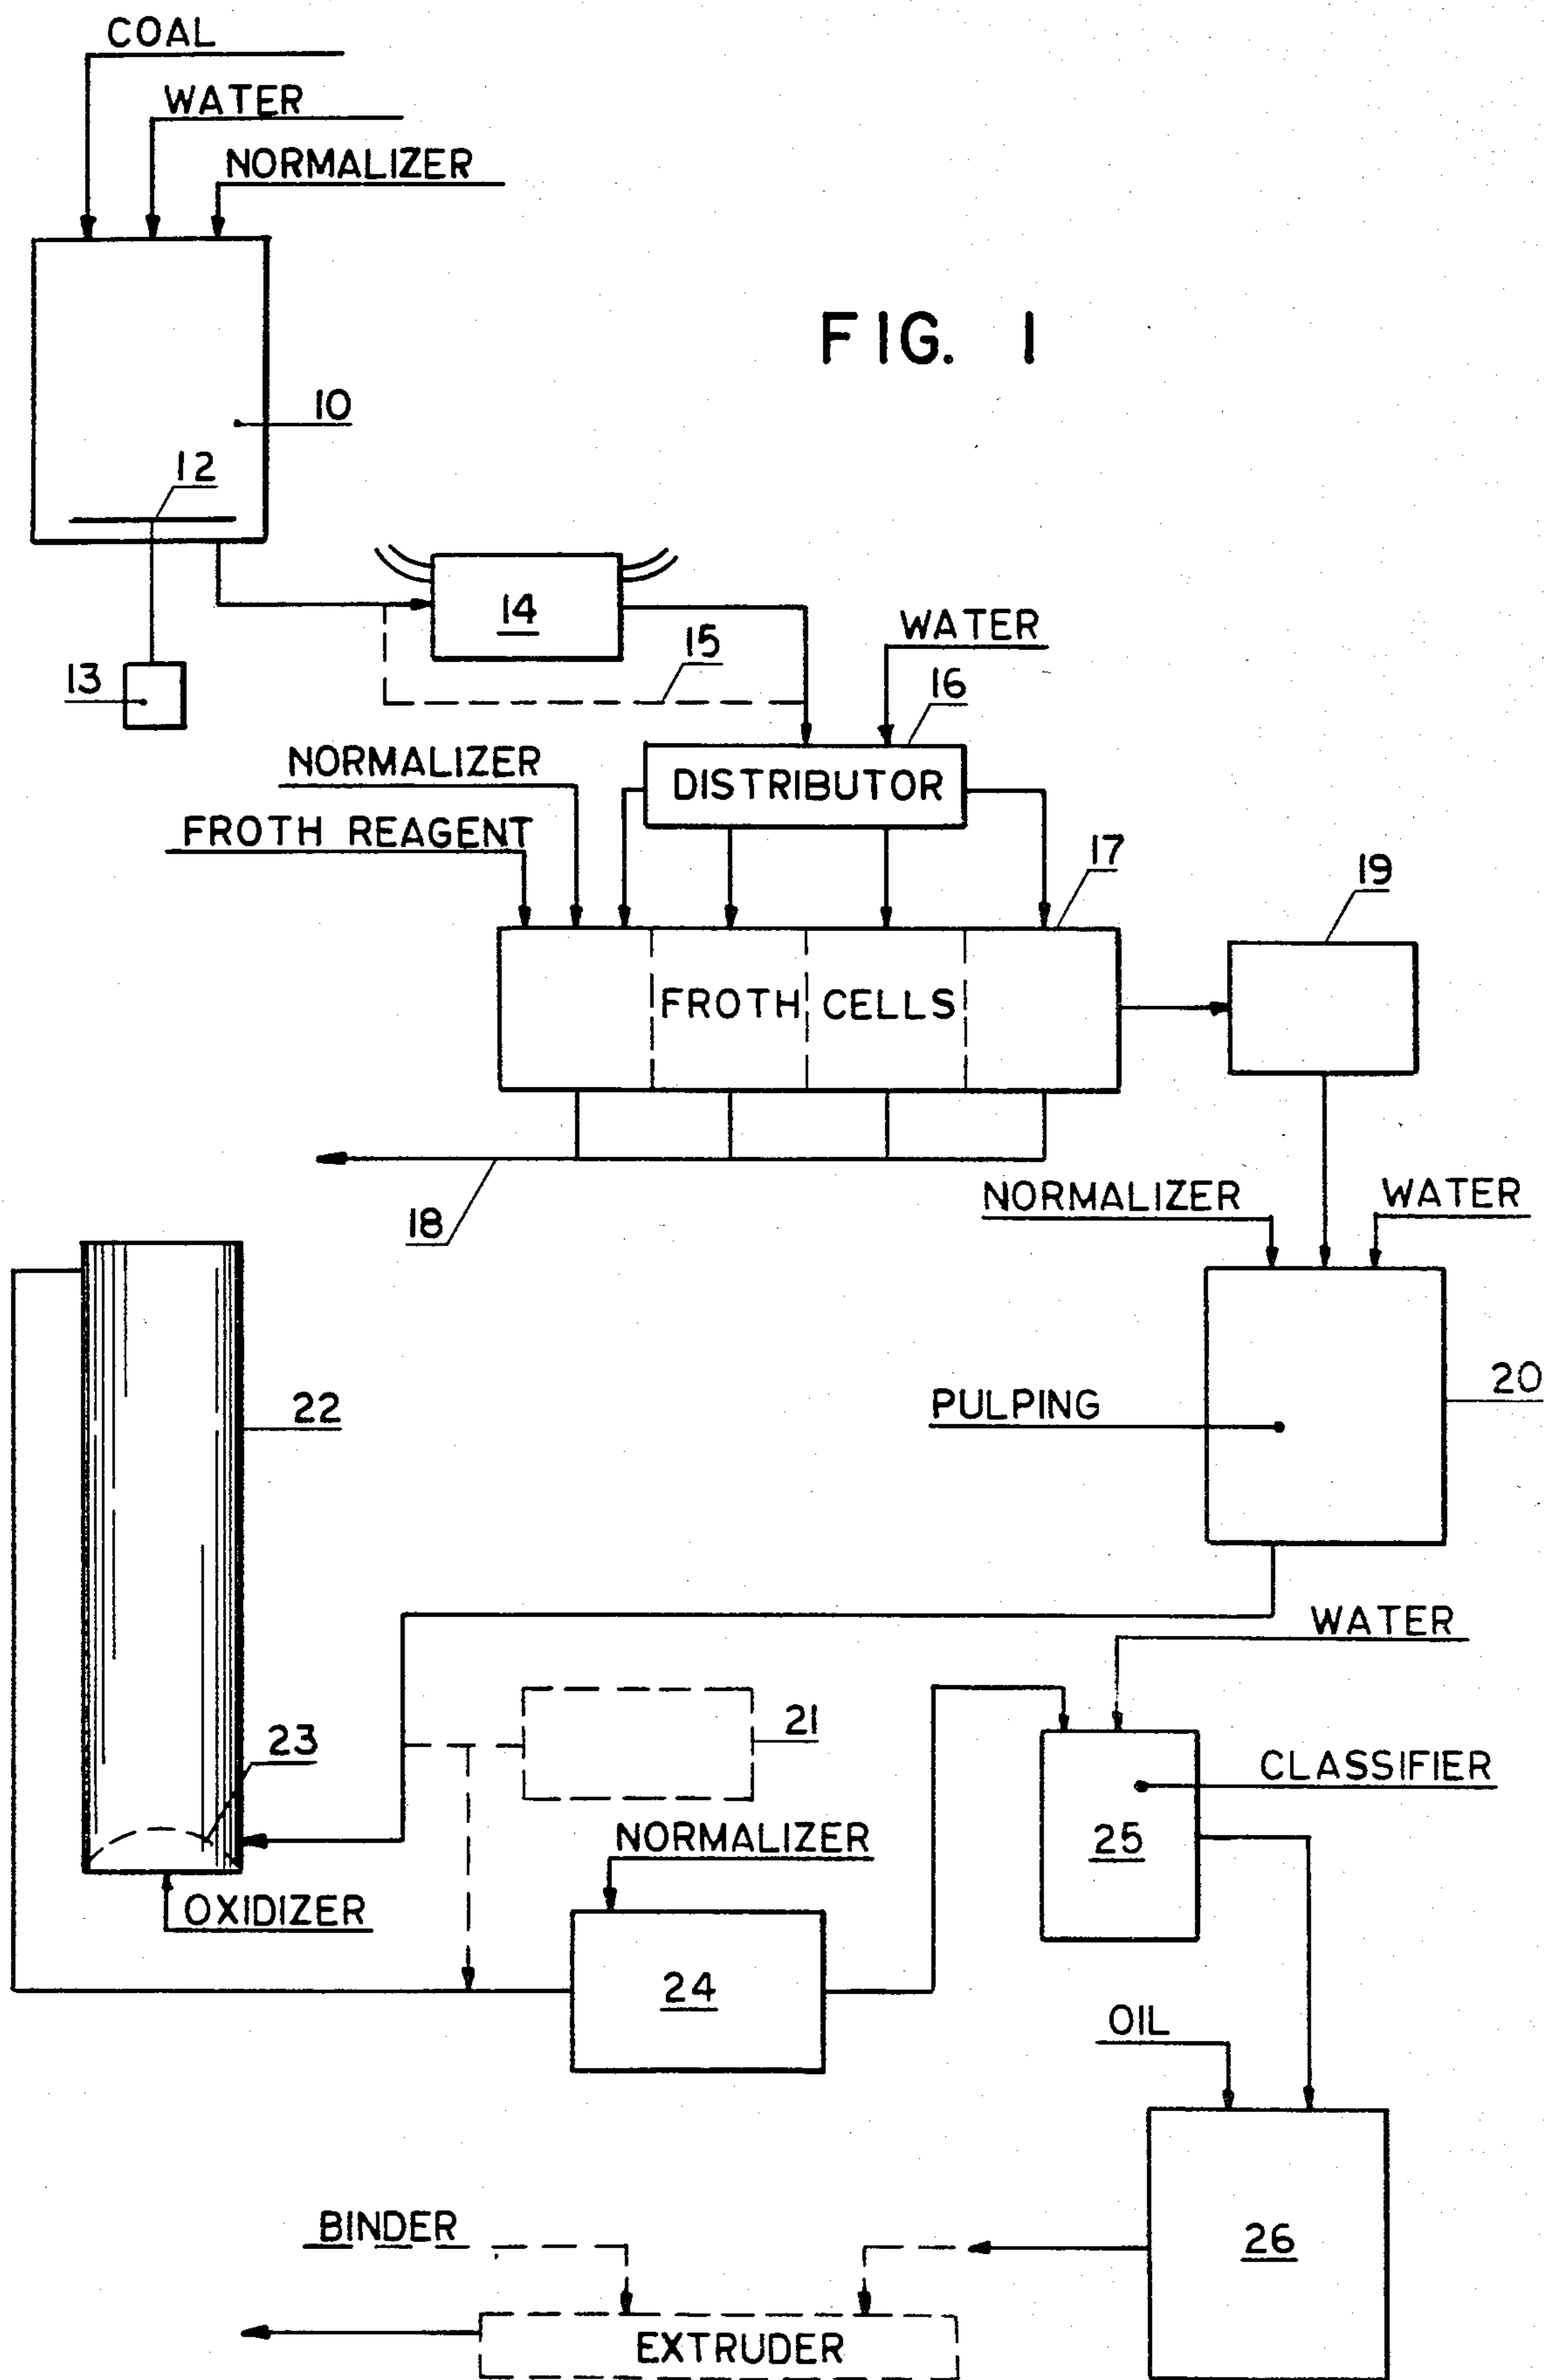 COAL
WATER
NORMALIZER
FIG. 1
10
12
13
14
15
WATER
16
NORMALIZER
DISTRIBUTOR
FROTH REAGENT
17
19
FROTH CELLS
18
NORMALIZER
WATER
20
PULPING
22
WATER
21
23
CLASSIFIER
NORMALIZER
25
OXIDIZER
24
OIL
BINDER
26
EXTRUDER